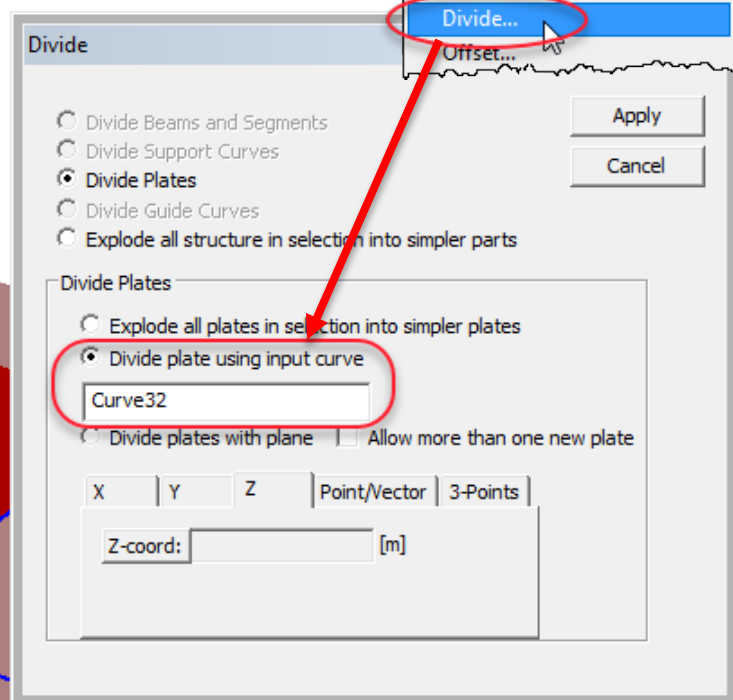 Divide...
Offset...
Divide
Divide Beams and Segments
Divide Support Curves
Divide Plates
Divide Guide Curves
Explode all structure in selection into simpler parts
Apply
Cancel
Divide Plates
Explode all plates in selection into simpler plates
Divide plate using input curve
Curve32
Divide plates with plane Allow more than one new plate
X Y Z Point/Vector 3-Points
Z-coord: [m]